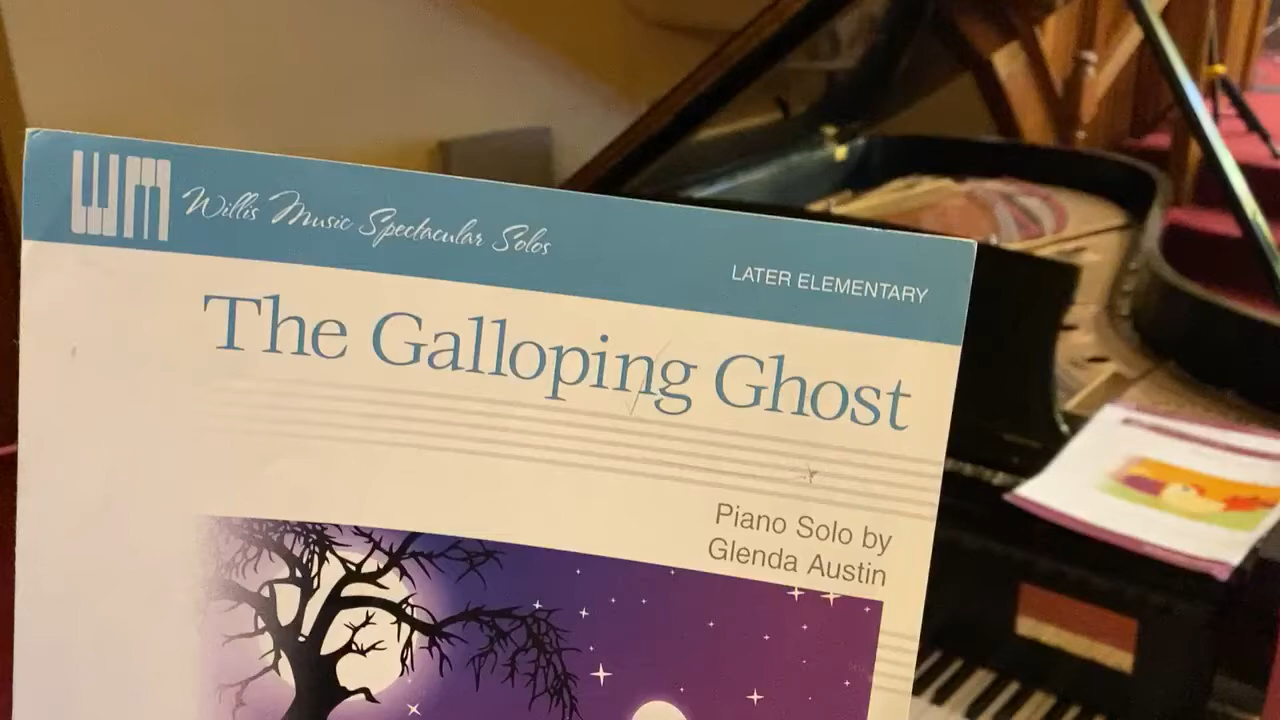 WM Willis Music Spectacular Solos
LATER ELEMENTARY
The Galloping Ghost
Piano Solo by
Glenda Austin